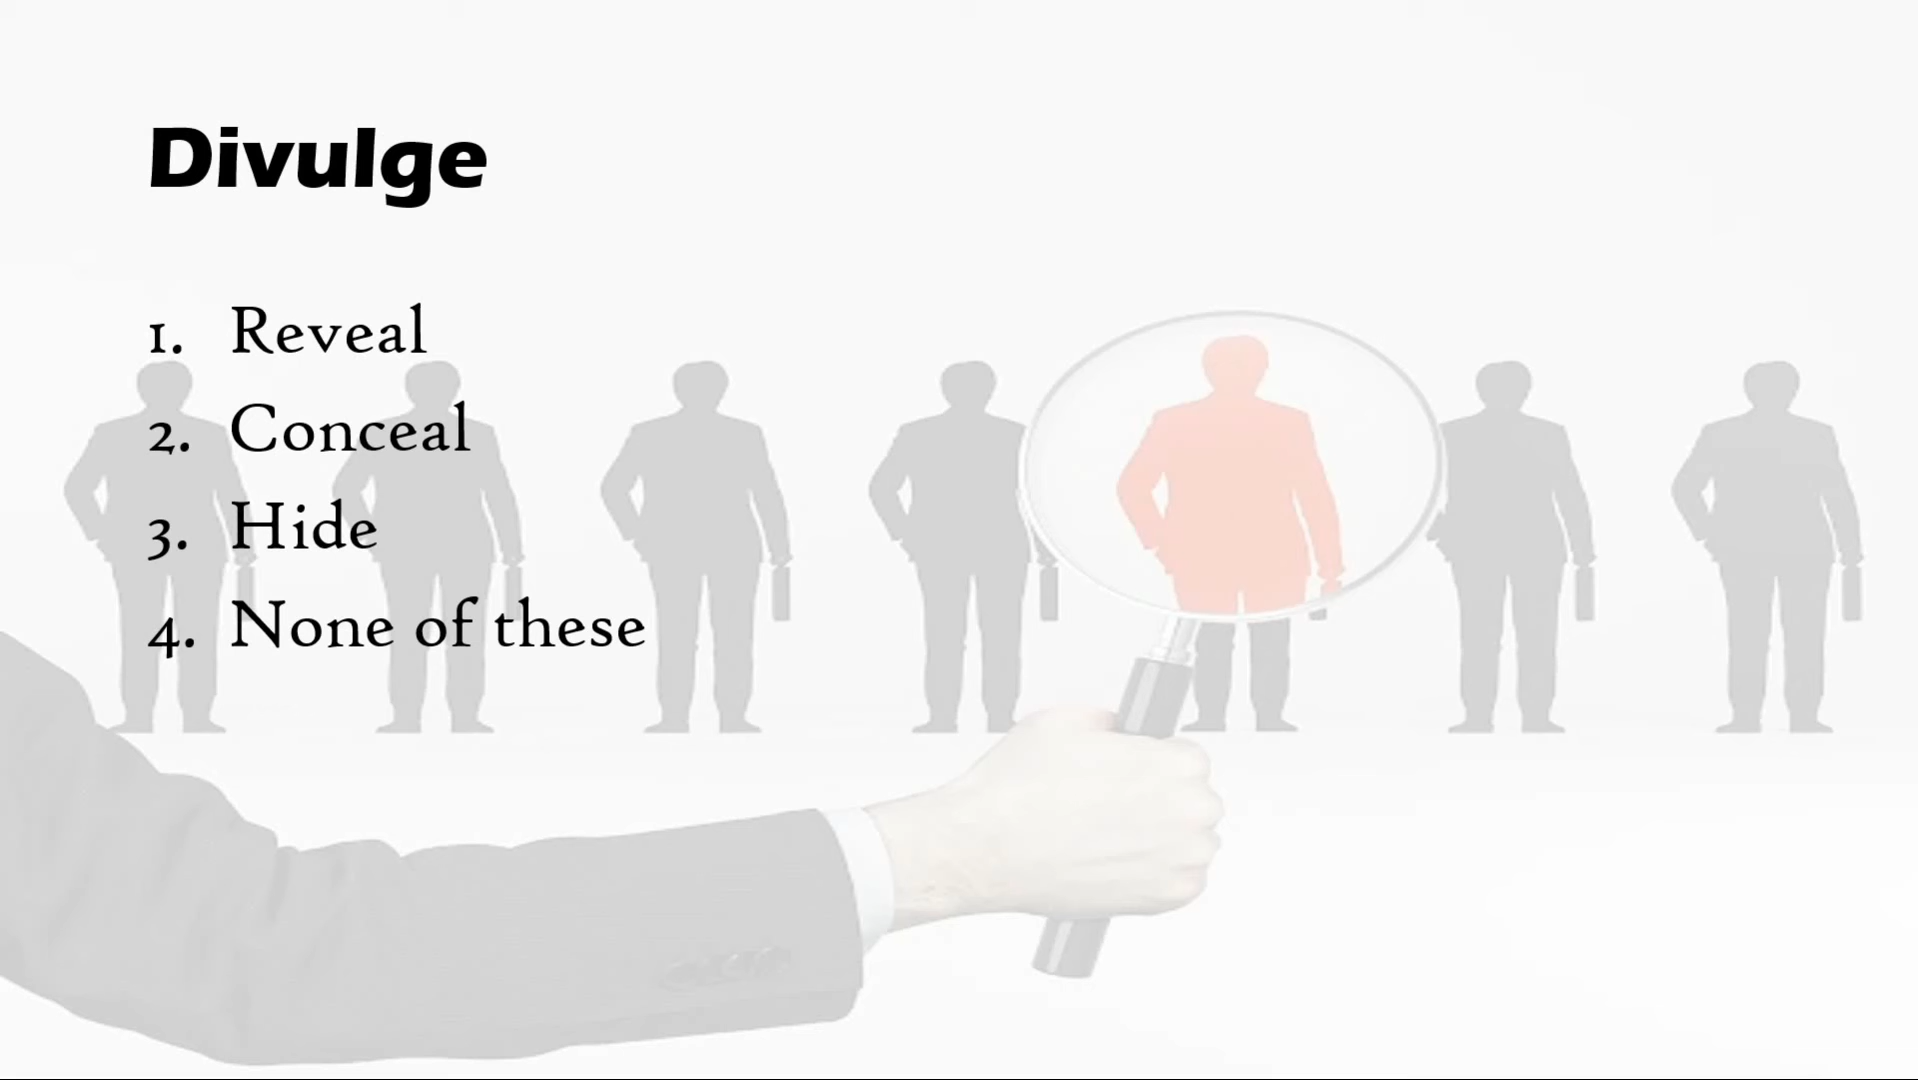 Divulge
1. Reveal
2. Conceal
3. Hide
4. None of these